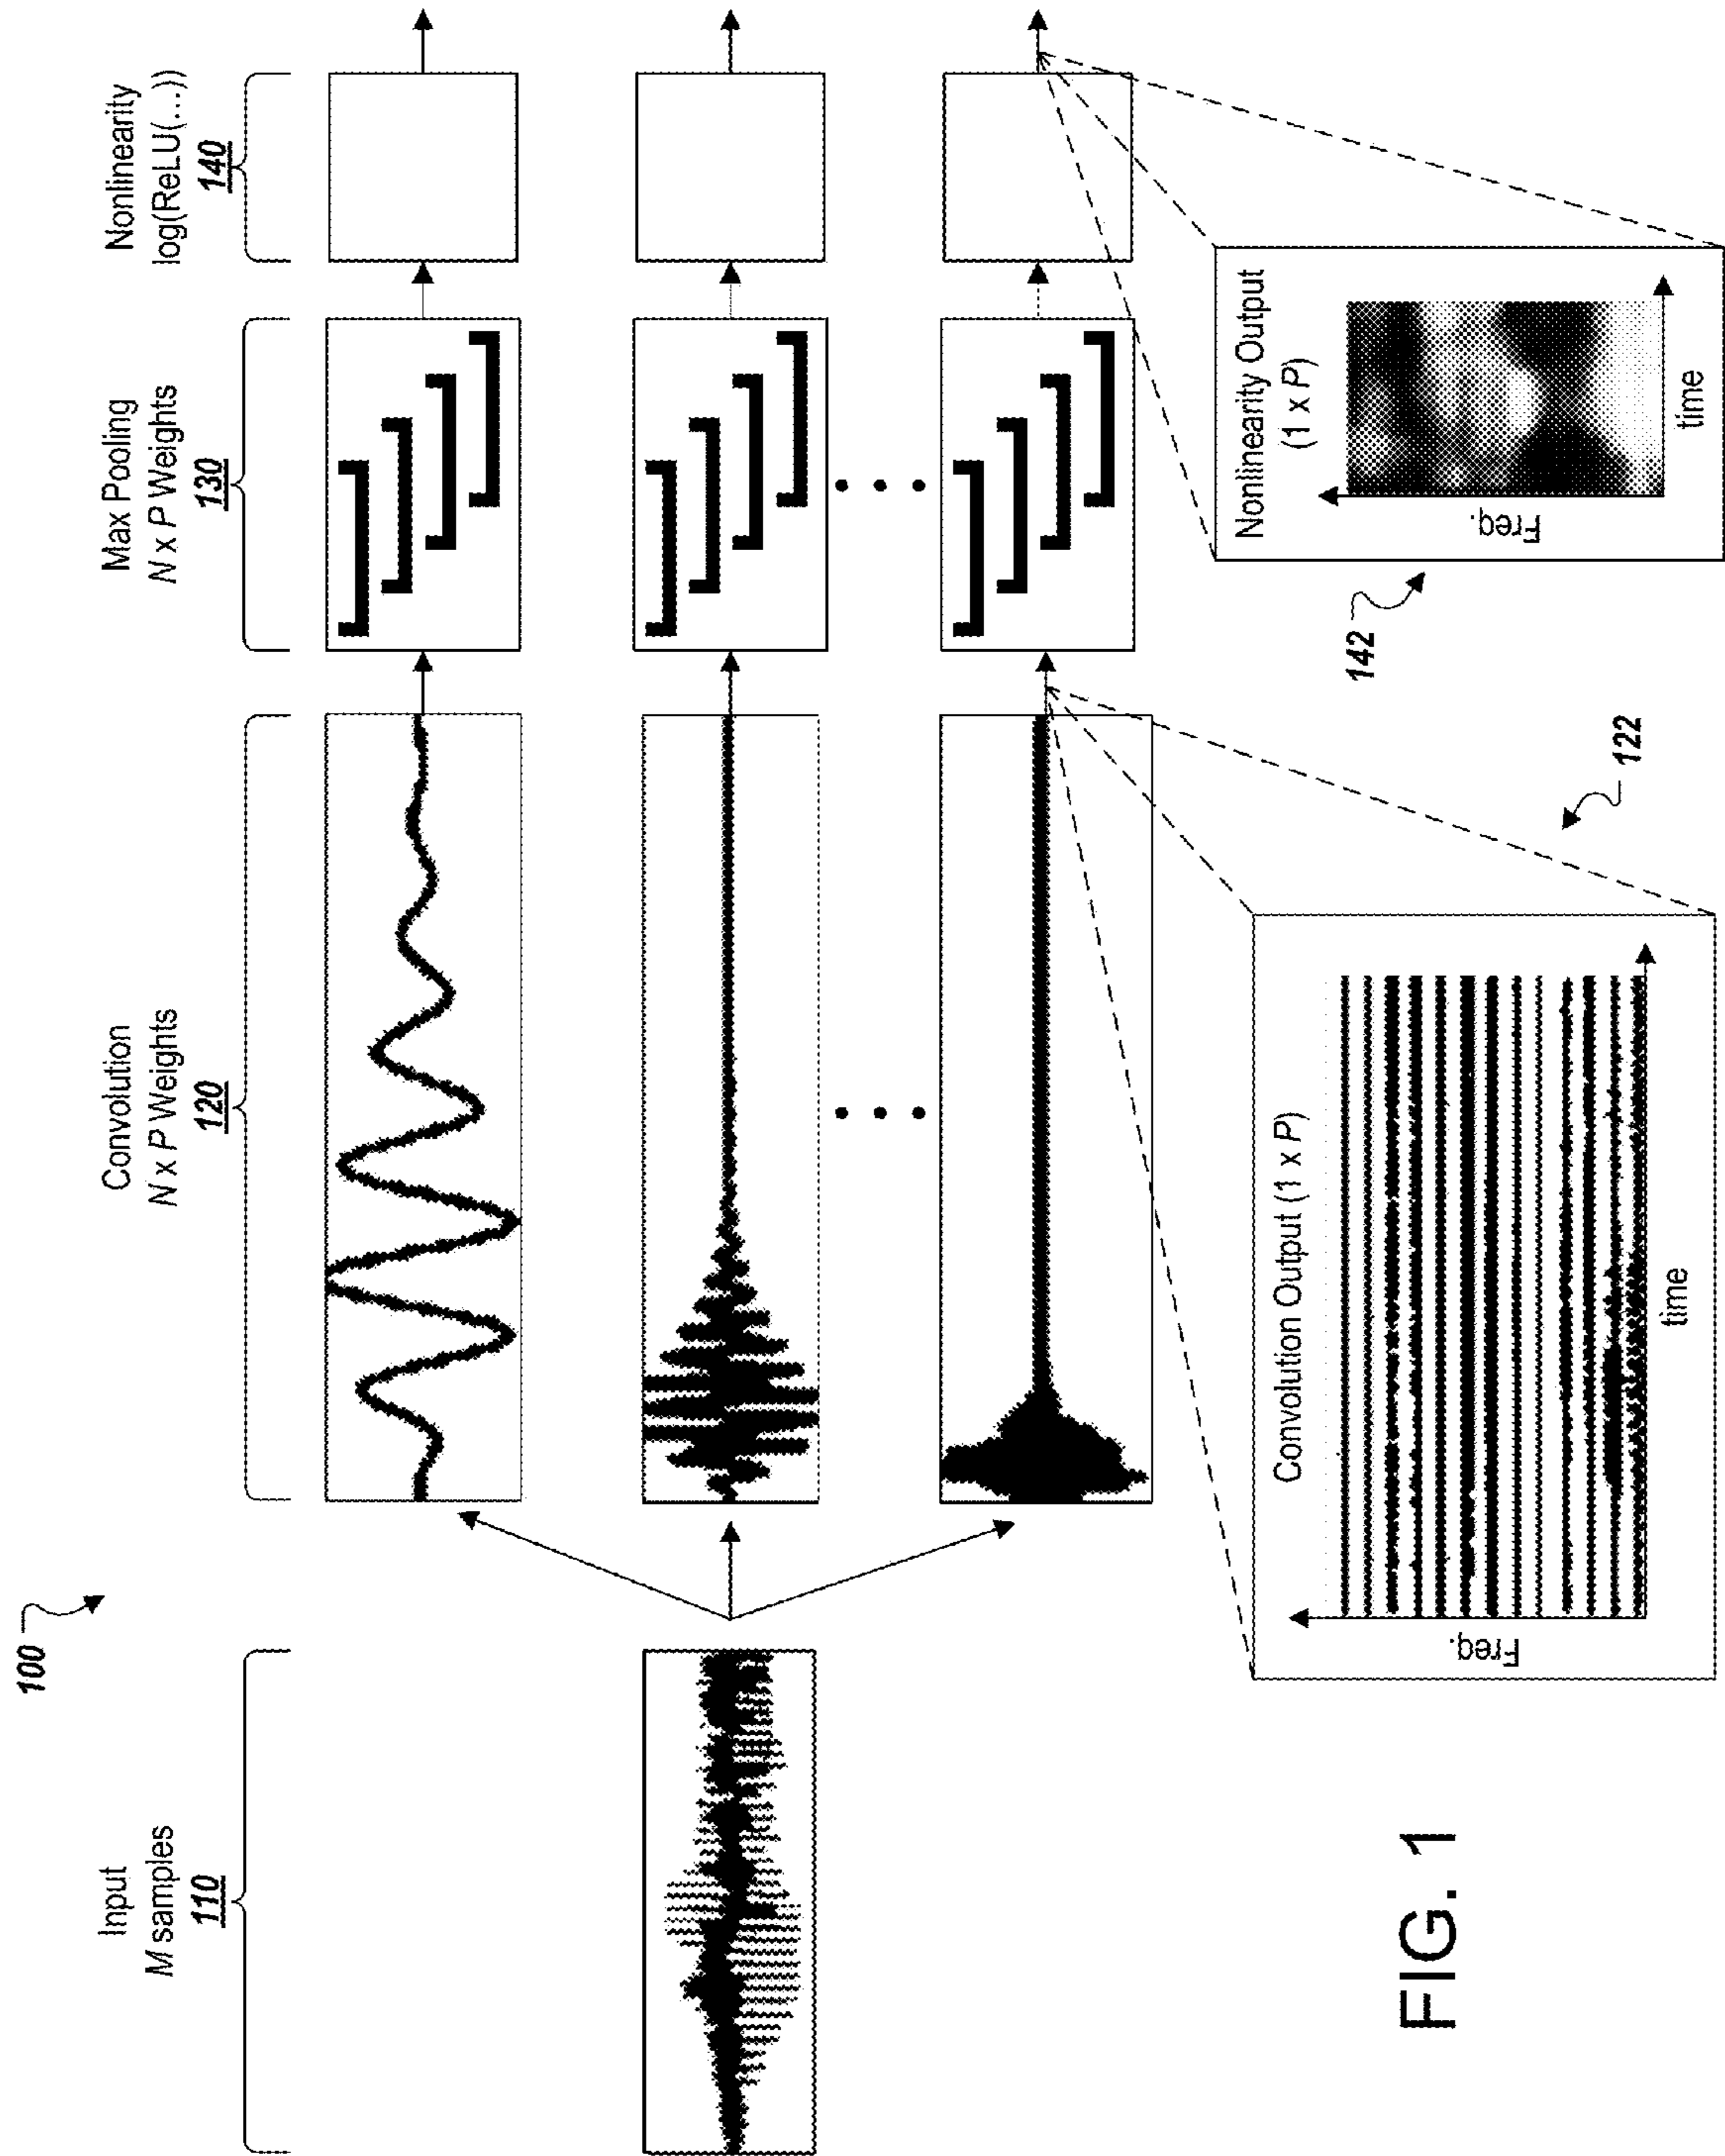 100
Input
M samples
110
Convolution
N x P Weights
120
Max Pooling
N x P Weights
130
Nonlinearity
log(ReLU(...))
140
Convolution Output (1 x P)
Freq.
time
122
Nonlinearity Output
(1 x P)
Freq.
time
142
FIG. 1